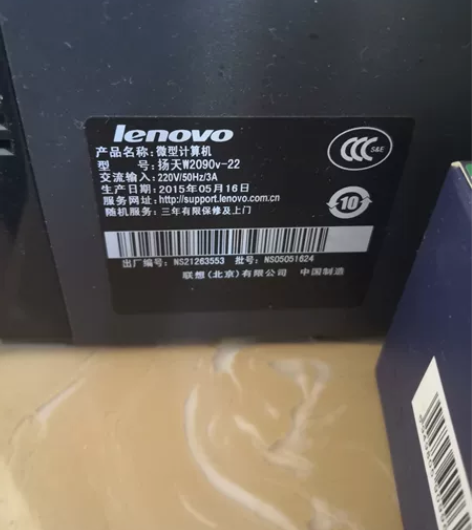 lenovo
产品名称: 微型计算机
型 号: 扬天W2090v-22
交流输入: 220V/50Hz/3A
生产日期: 2015年05月16日
服务网址: http://support.lenovo.com.cn
随机服务: 三年有限保修及上门
CCC S&E
10
出厂编号: NS21263553 批号: NS05051624
联想(北京)有限公司 中国制造